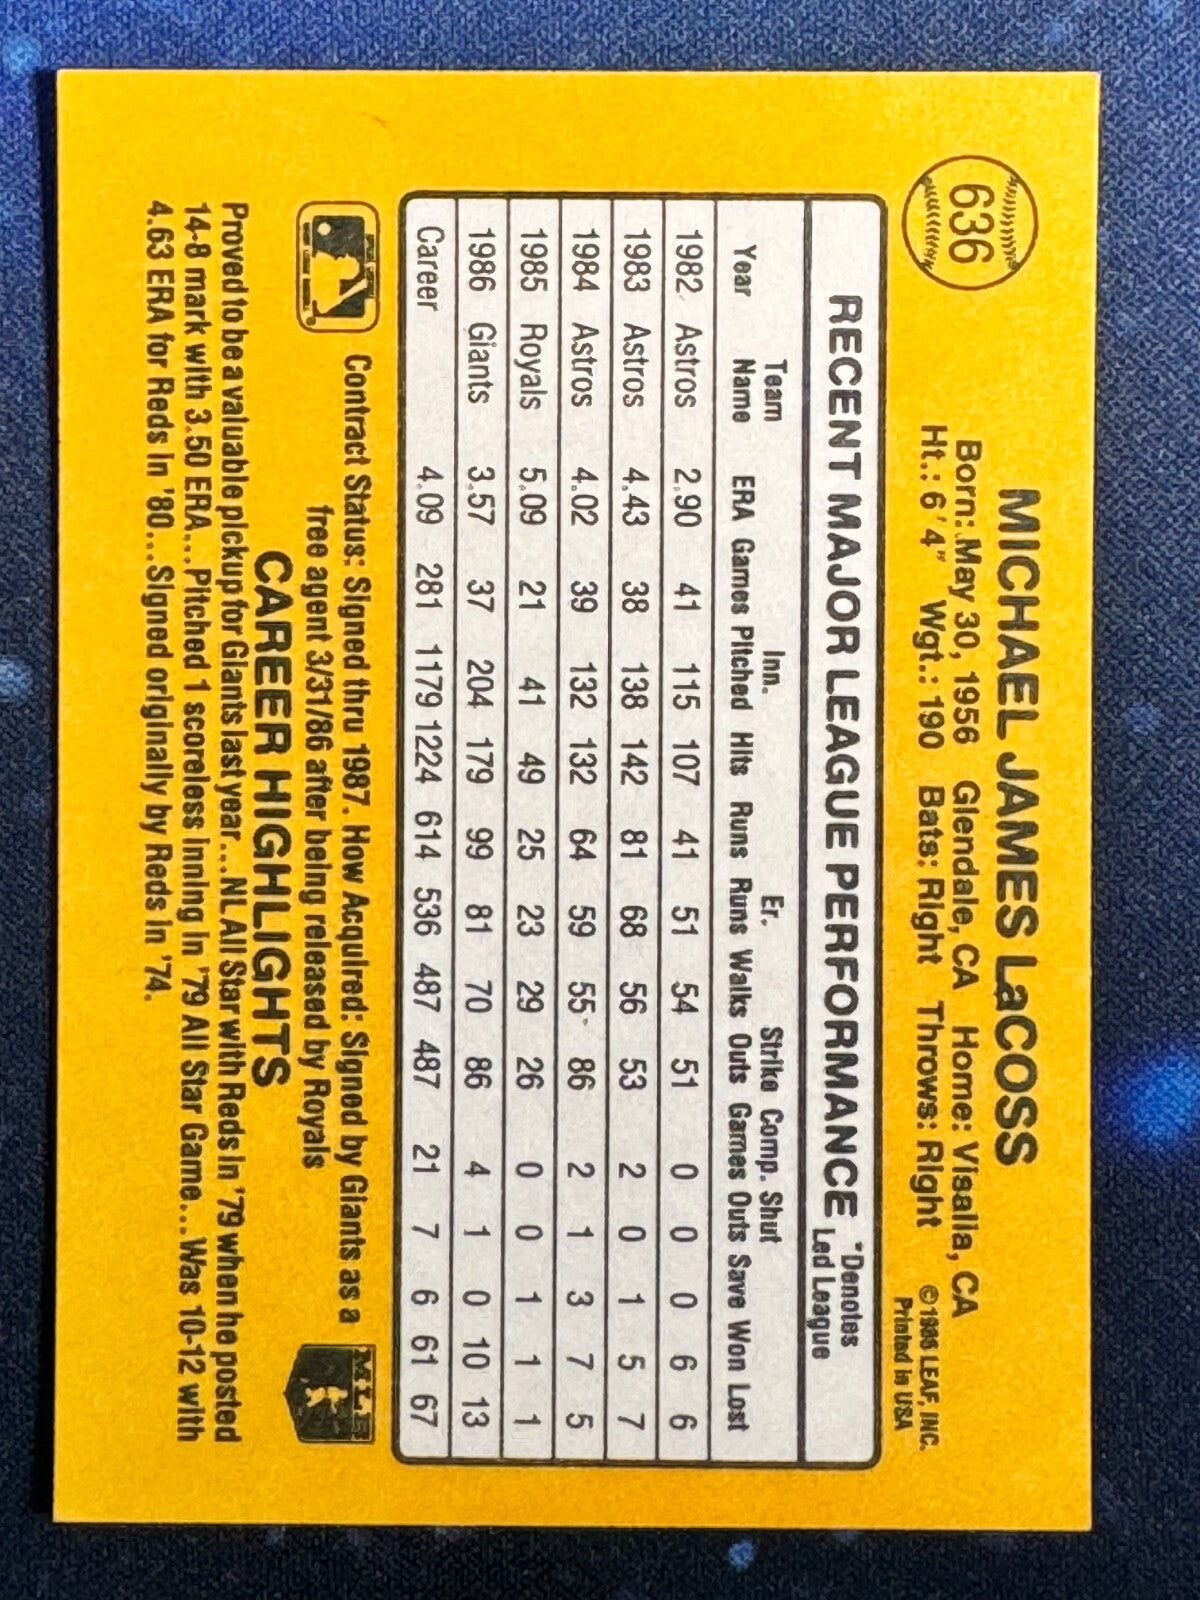 636
MICHAEL JAMES LaCOSS
Born: May 30, 1956 Glendale, CA Home: Visalia, CA
Ht.: 6'4" Wgt.: 190 Bats: Right Throws: Right
LEAF, INC.
Printed in USA
RECENT MAJOR LEAGUE PERFORMANCE *Denotes Led League
Year Team Name ERA Games Inn. Pitched Hits Runs Er. Runs Walks Strike Outs Comp. Games Shut Outs Save Won Lost
1982 Astros 2.90 41 115 107 41 51 54 51 0 0 0 6 6
1983 Astros 4.43 38 138 142 81 68 56 53 2 0 1 5 7
1984 Astros 4.02 39 132 132 64 59 55 86 2 1 3 7 5
1985 Royals 5.09 21 41 49 25 23 29 26 0 0 1 1 1
1986 Giants 3.57 37 204 179 99 81 70 86 4 1 0 10 13
Career 4.09 281 1179 1224 614 536 487 487 21 7 6 61 67
Contract Status: Signed thru 1987. How Acquired: Signed by Giants as a
free agent 3/31/86 after being released by Royals
CAREER HIGHLIGHTS
Proved to be a valuable pickup for Giants last year...NL All Star with Reds in '79 when he posted
14-8 mark with 3.50 ERA...Pitched 1 scoreless inning in '79 All Star Game...Was 10-12 with
4.63 ERA for Reds in '80...Signed originally by Reds in '74.